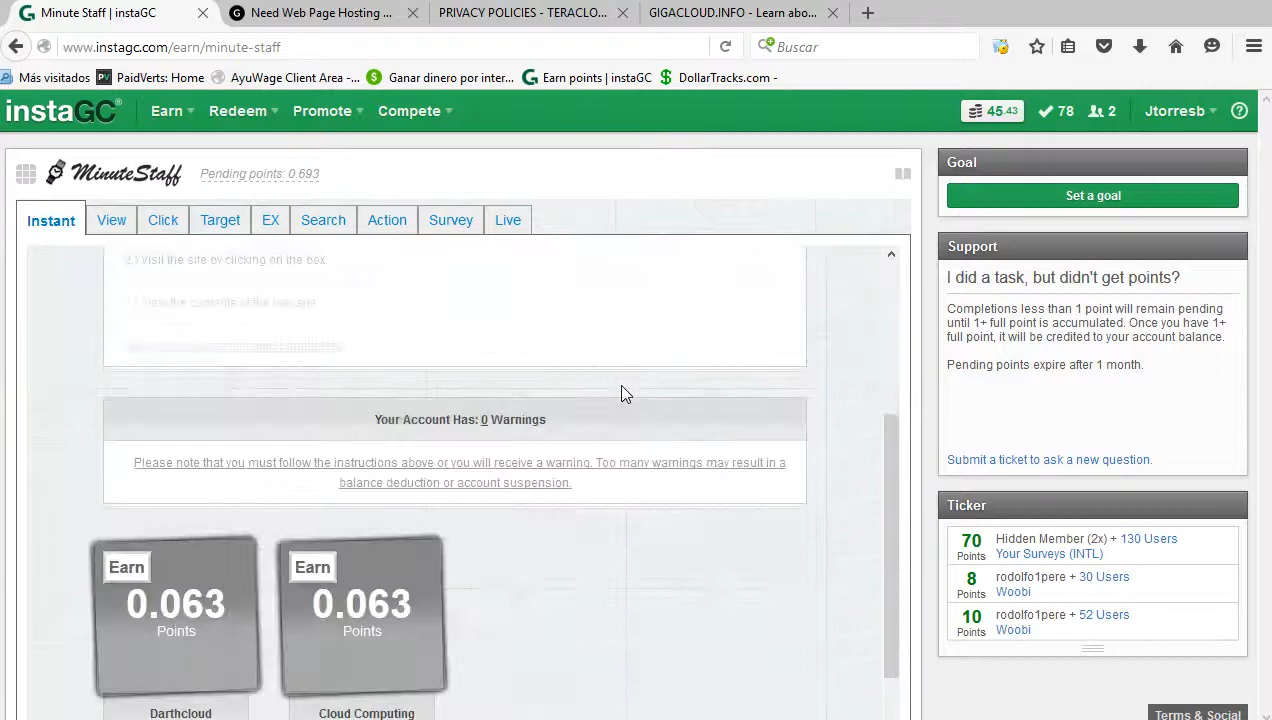 Minute Staff | instaGC
Need Web Page Hosting ...
PRIVACY POLICIES - TERACLO...
GIGACLOUD.INFO - Learn abo...
www.instagc.com/earn/minute-staff
Buscar
Más visitados
PaidVerts: Home
AyuWage Client Area -...
Ganar dinero por inter...
Earn points | instaGC
DollarTracks.com -
instaGC®
Earn
Redeem
Promote
Compete
45.43
78
2
Jtorresb
MinuteStaff
Pending points: 0.693
Instant
View
Click
Target
EX
Search
Action
Survey
Live
2.) Visit the site by clicking on the box
Your Account Has: 0 Warnings
Please note that you must follow the instructions above or you will receive a warning. Too many warnings may result in a
balance deduction or account suspension.
Earn
0.063
Points
Darthcloud
Earn
0.063
Points
Cloud Computing
Goal
Set a goal
Support
I did a task, but didn't get points?
Completions less than 1 point will remain pending
until 1+ full point is accumulated. Once you have 1+
full point, it will be credited to your account balance.
Pending points expire after 1 month.
Submit a ticket to ask a new question.
Ticker
70 Hidden Member (2x) + 130 Users
Points Your Surveys (INTL)
8 rodolfo1pere + 30 Users
Points Woobi
10 rodolfo1pere + 52 Users
Points Woobi
Terms & Social